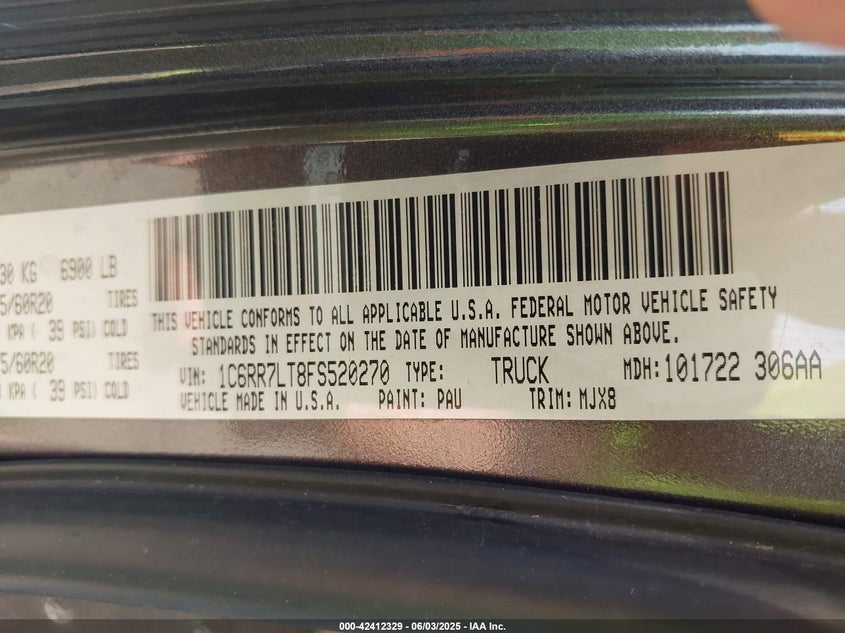 30 KG 6900 LB
5/60R20 TIRES
KPA ( 39 PSI) COLD
5/60R20 TIRES
KPA ( 39 PSI) COLD
THIS VEHICLE CONFORMS TO ALL APPLICABLE U.S.A. FEDERAL MOTOR VEHICLE SAFETY
STANDARDS IN EFFECT ON THE DATE OF MANUFACTURE SHOWN ABOVE.
VIN: 1C6RR7LT8FS520270 TYPE: TRUCK MDH:101722 306AA
VEHICLE MADE IN U.S.A. PAINT: PAU TRIM: MJX8
000-42412329 — 06/03/2025 — IAA Inc.